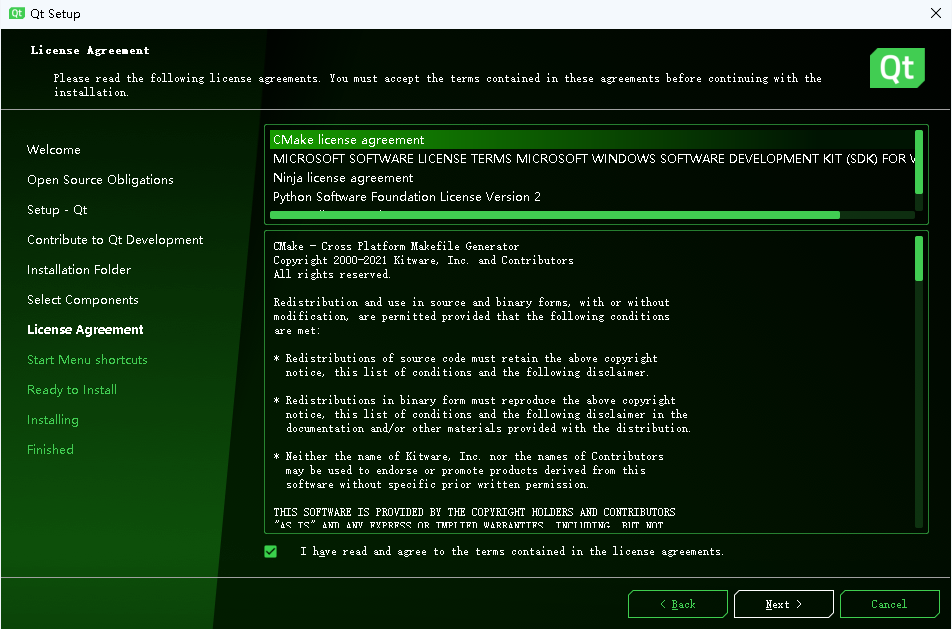 Qt Qt Setup
License Agreement
Please read the following license agreements. You must accept the terms contained in these agreements before continuing with the
installation.
Qt
Welcome
Open Source Obligations
Setup - Qt
Contribute to Qt Development
Installation Folder
Select Components
License Agreement
Start Menu shortcuts
Ready to Install
Installing
Finished
CMake license agreement
MICROSOFT SOFTWARE LICENSE TERMS MICROSOFT WINDOWS SOFTWARE DEVELOPMENT KIT (SDK) FOR
Ninja license agreement
Python Software Foundation License Version 2
CMake - Cross Platform Makefile Generator
Copyright 2000-2021 Kitware, Inc. and Contributors
All rights reserved.
Redistribution and use in source and binary forms, with or without
modification, are permitted provided that the following conditions
are met:
* Redistributions of source code must retain the above copyright
notice, this list of conditions and the following disclaimer.
* Redistributions in binary form must reproduce the above copyright
notice, this list of conditions and the following disclaimer in the
documentation and/or other materials provided with the distribution.
* Neither the name of Kitware, Inc. nor the names of Contributors
may be used to endorse or promote products derived from this
software without specific prior written permission.
THIS SOFTWARE IS PROVIDED BY THE COPYRIGHT HOLDERS AND CONTRIBUTORS
"AS IS" AND ANY EXPRESS OR IMPLIED WARRANTIES, INCLUDING, BUT NOT
I have read and agree to the terms contained in the license agreements.
< Back
Next >
Cancel